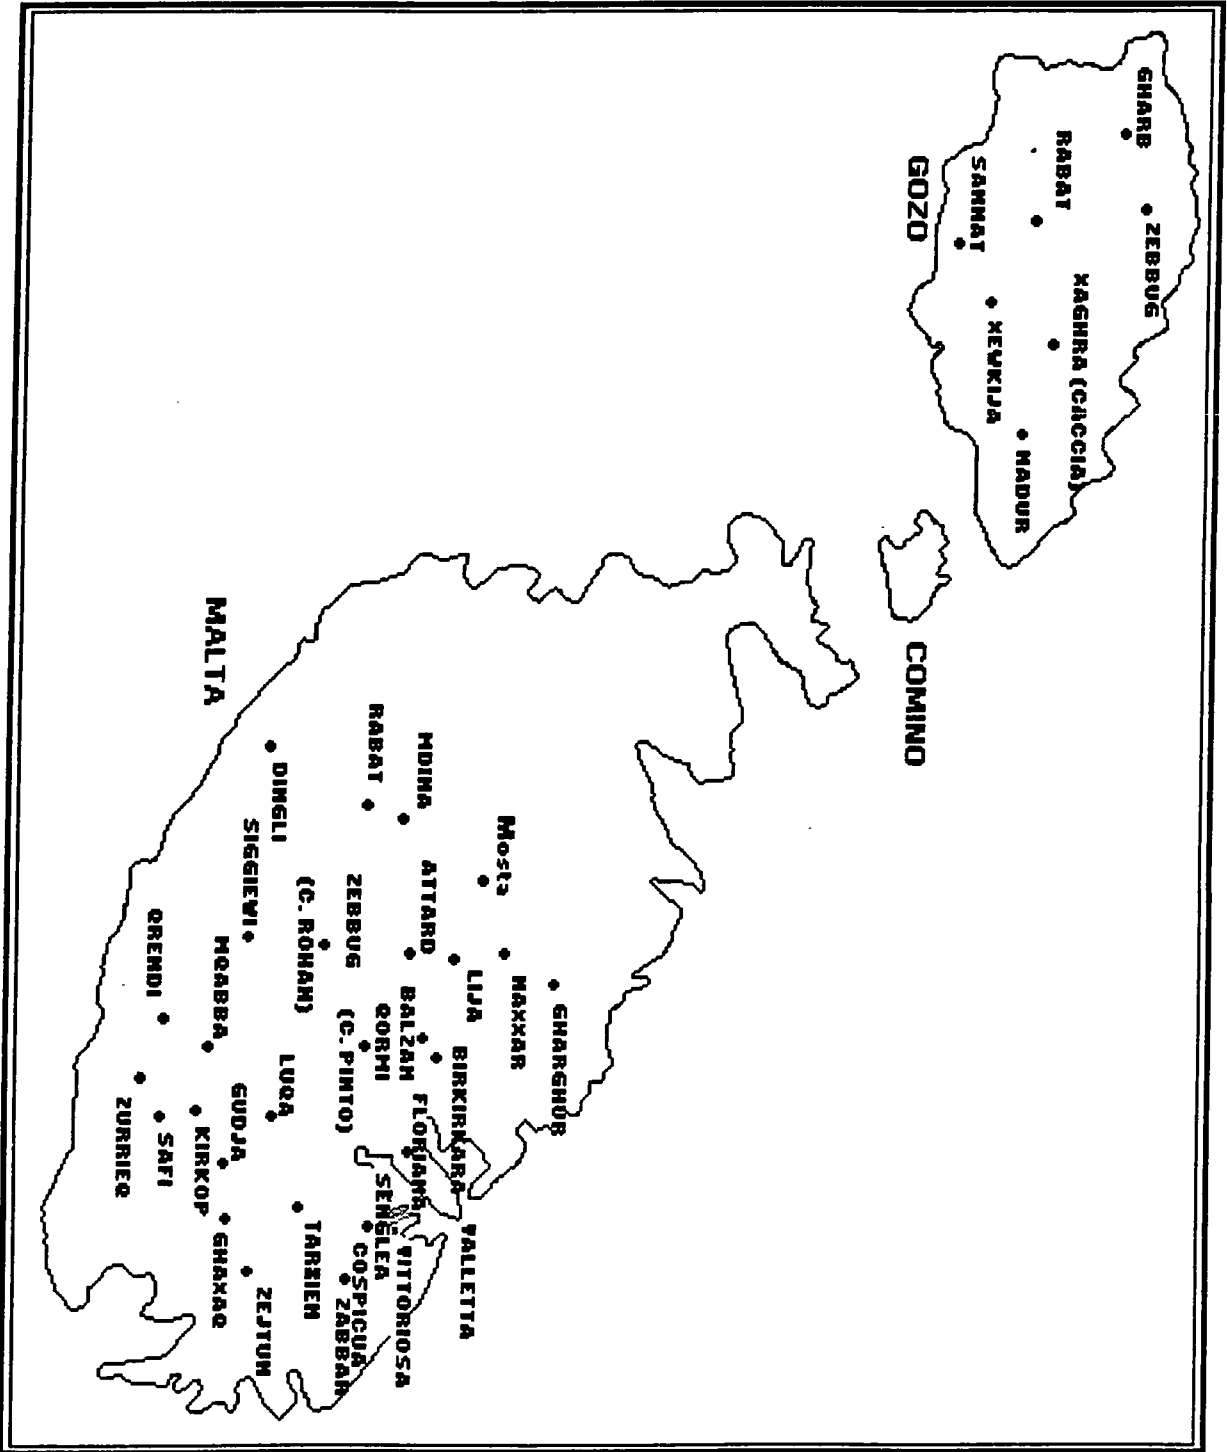 GHARB
ZEBBUG
RABAT
XAGHRA (CACCIA)
SANNAT
XEWKIJA
NADUR
GOZO
COMINO
MALTA
GHARGHUR
Mosta
NAXXAR
LIJA
MDINA
ATTARD
BIRKIRKARA
VALLETTA
RABAT
BALZAN
FLORIANA
VITTORIOSA
ZEBBUG
(C. ROHAN)
QORMI
(C. PINTO)
SENGLEA
COSPICUA
ZABBAR
DINGLI
SIGGIEWI
LUQA
TARXIEN
ZEJTUN
MQABBA
GUDJA
GHAXAQ
QRENDI
KIRKOP
SAFI
ZURRIEQ